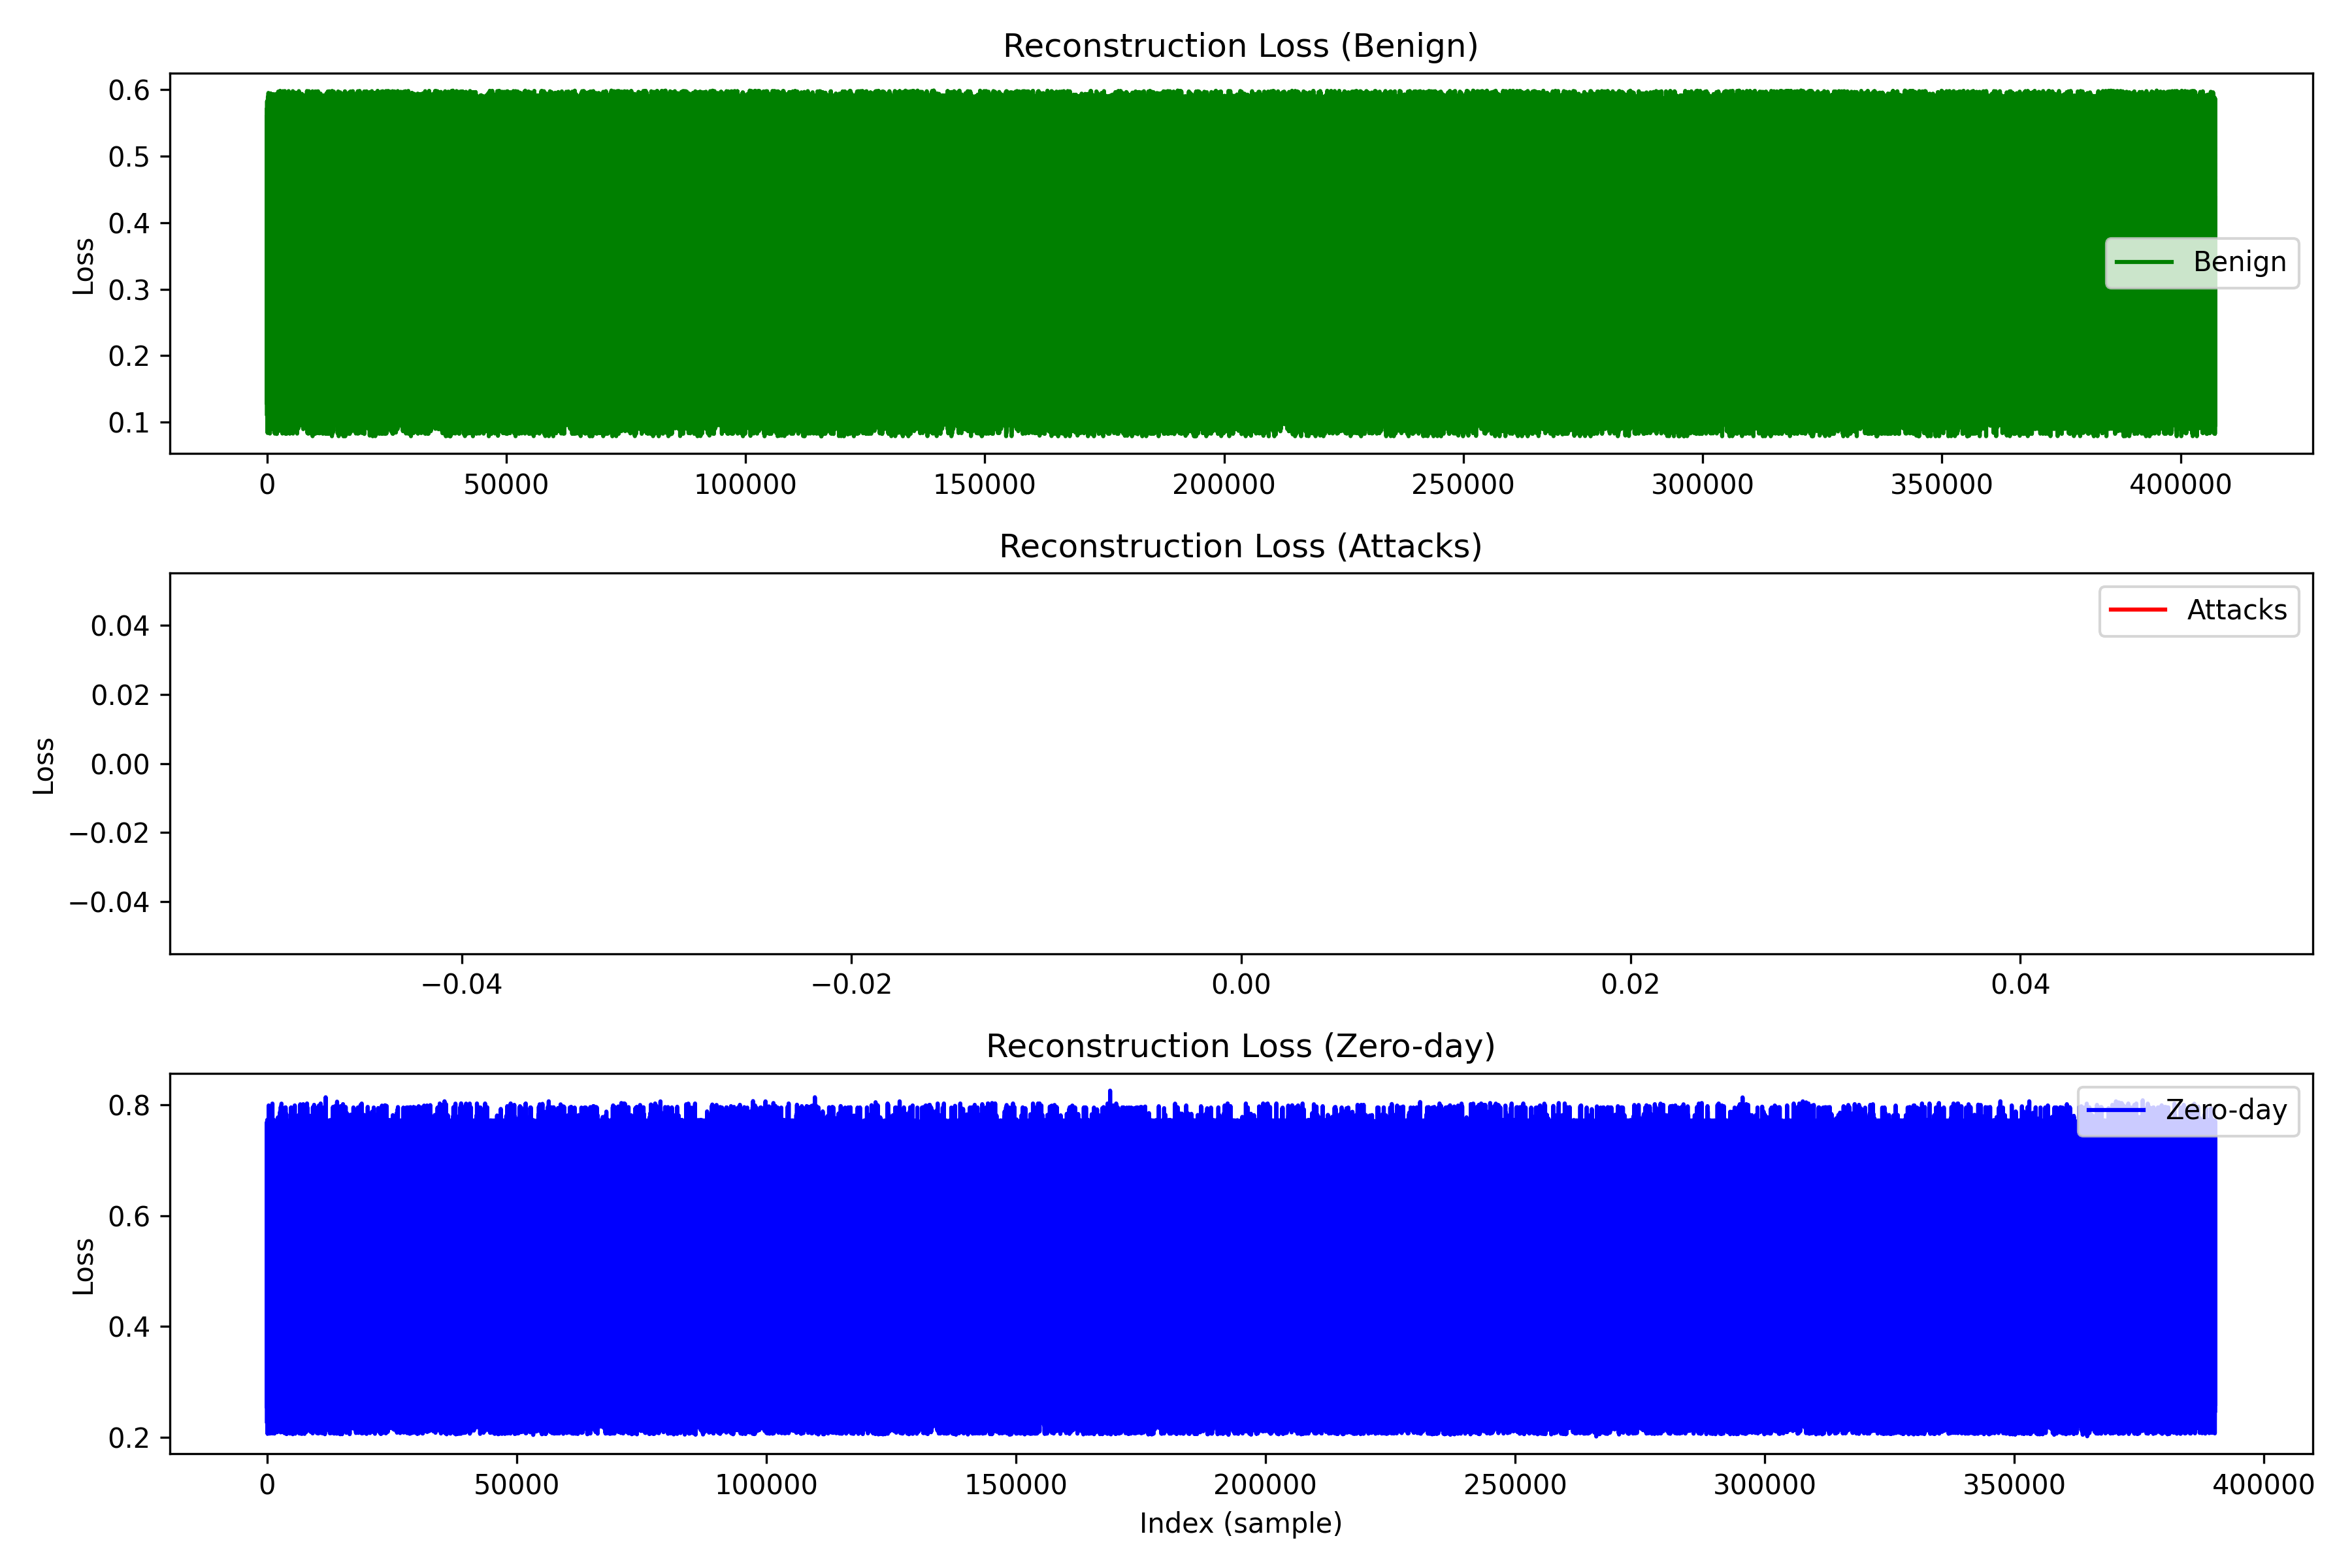 Reconstruction Loss (Benign)
0.6
0.5
0.4
0.3
0.2
0.1
Loss
Benign
0 50000 100000 150000 200000 250000 300000 350000 400000
Reconstruction Loss (Attacks)
0.04
0.02
0.00
−0.02
−0.04
Loss
Attacks
−0.04 −0.02 0.00 0.02 0.04
Reconstruction Loss (Zero-day)
0.8
0.6
0.4
0.2
Loss
Zero-day
0 50000 100000 150000 200000 250000 300000 350000 400000
Index (sample)